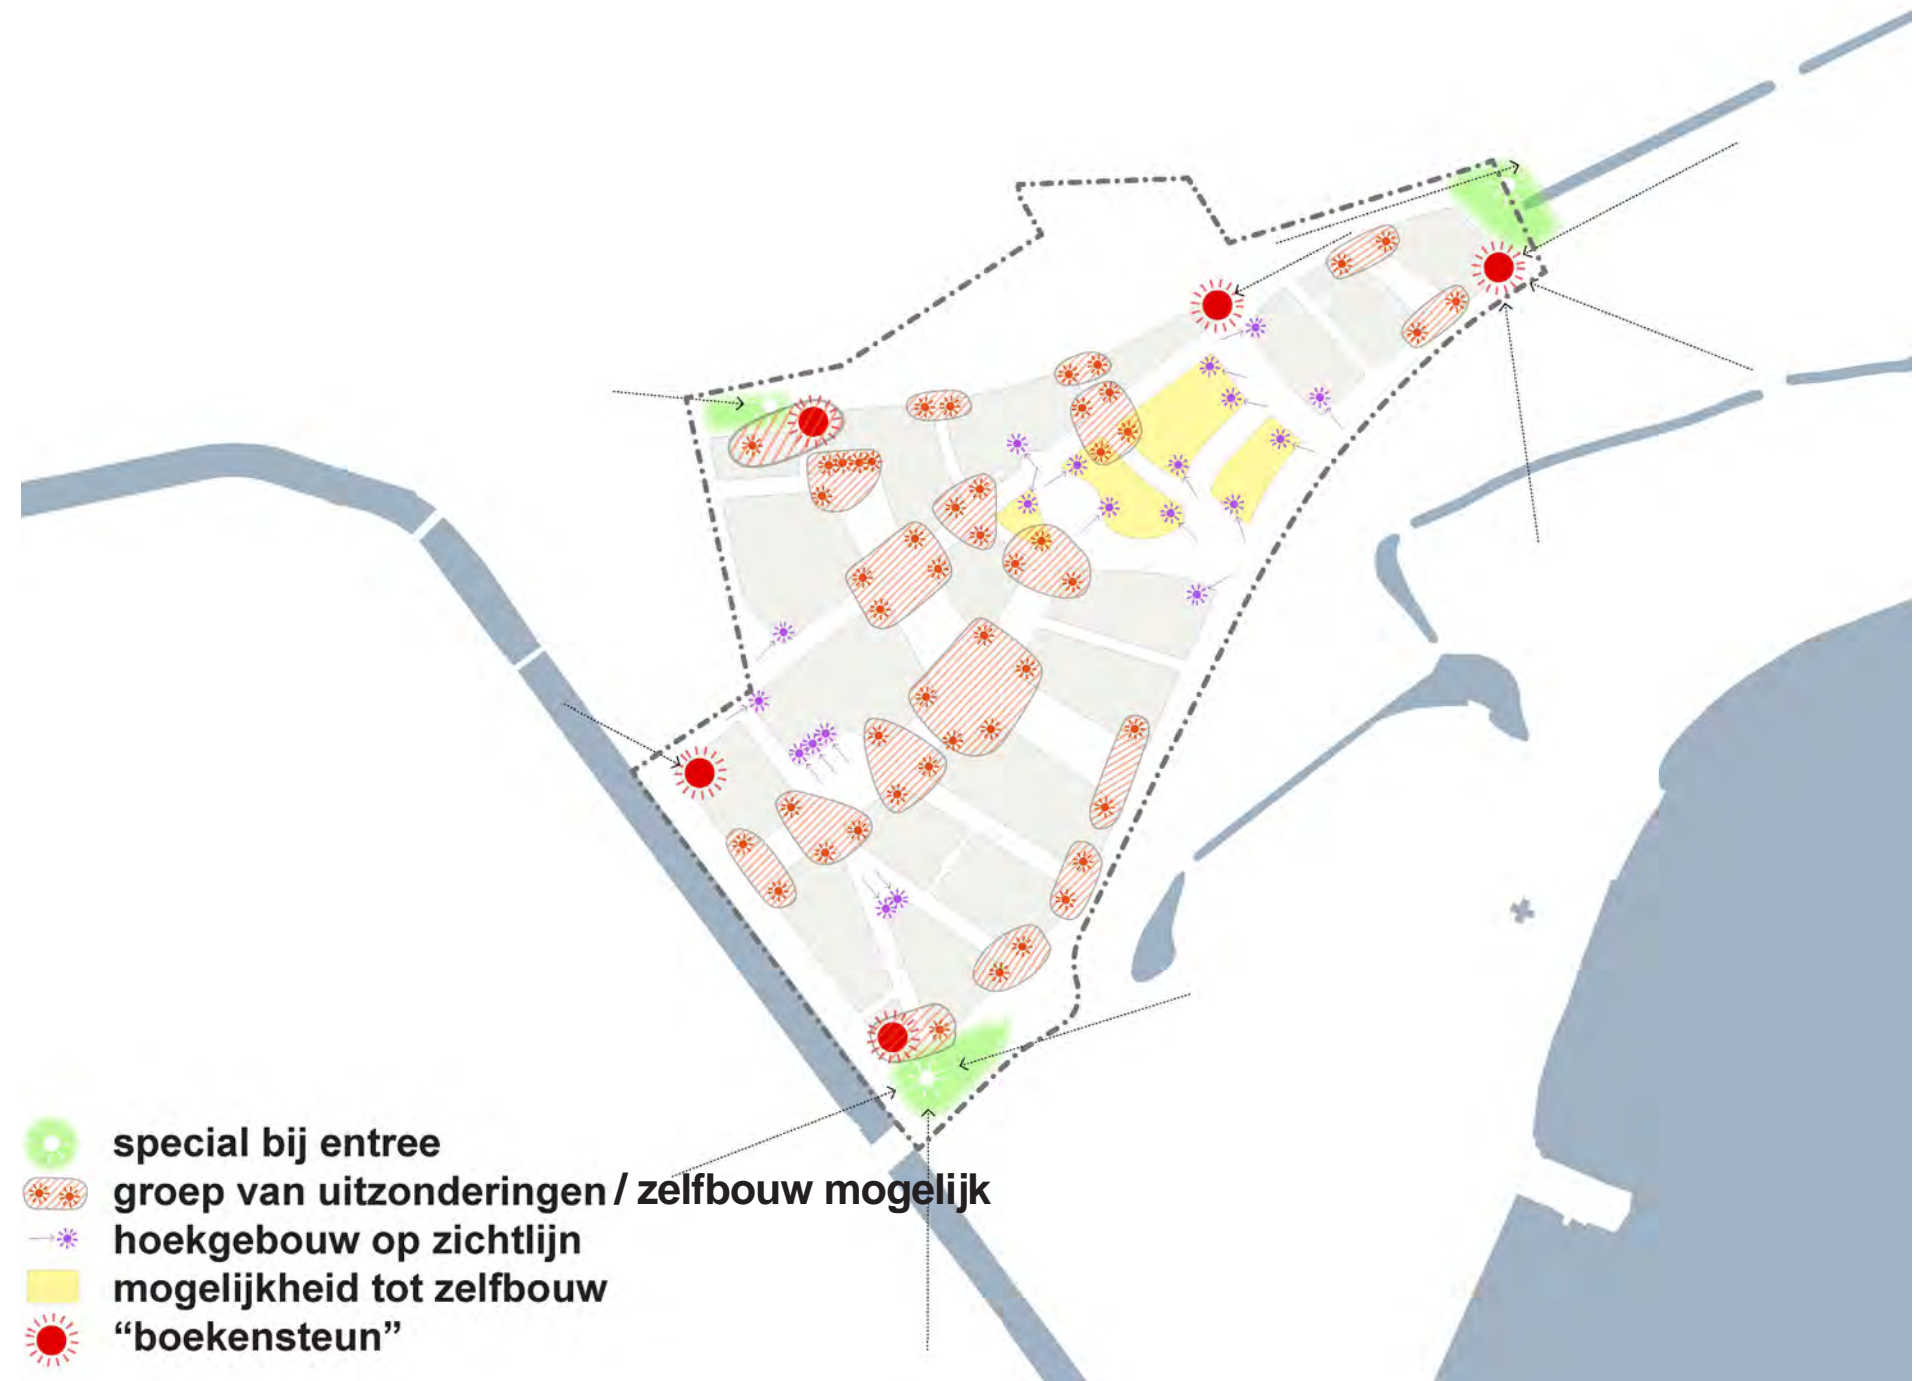 special bij entree
groep van uitzonderingen / zelfbouw mogelijk
hoekgebouw op zichtlijn
mogelijkheid tot zelfbouw
“boekensteun”